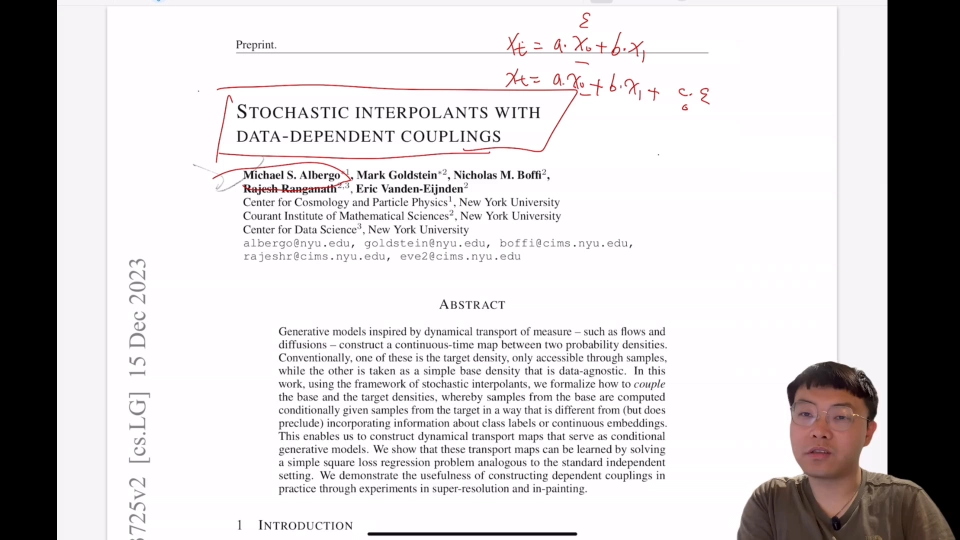 Preprint.
ε
xt = a. x0 + b. x1
xt = a. x0 + b. x1 + c. ε
STOCHASTIC INTERPOLANTS WITH
DATA-DEPENDENT COUPLINGS
Michael S. Albergo*1, Mark Goldstein*2, Nicholas M. Boffi2,
Rajesh Ranganath2,3, Eric Vanden-Eijnden2
Center for Cosmology and Particle Physics1, New York University
Courant Institute of Mathematical Sciences2, New York University
Center for Data Science3, New York University
albergo@nyu.edu, goldstein@nyu.edu, boffi@cims.nyu.edu,
rajeshr@cims.nyu.edu, eve2@cims.nyu.edu
ABSTRACT
Generative models inspired by dynamical transport of measure – such as flows and
diffusions – construct a continuous-time map between two probability densities.
Conventionally, one of these is the target density, only accessible through samples,
while the other is taken as a simple base density that is data-agnostic. In this
work, using the framework of stochastic interpolants, we formalize how to couple
the base and the target densities, whereby samples from the base are computed
conditionally given samples from the target in a way that is different from (but does
preclude) incorporating information about class labels or continuous embeddings.
This enables us to construct dynamical transport maps that serve as conditional
generative models. We show that these transport maps can be learned by solving
a simple square loss regression problem analogous to the standard independent
setting. We demonstrate the usefulness of constructing dependent couplings in
practice through experiments in super-resolution and in-painting.
1 INTRODUCTION
3725v2 [cs.LG] 15 Dec 2023